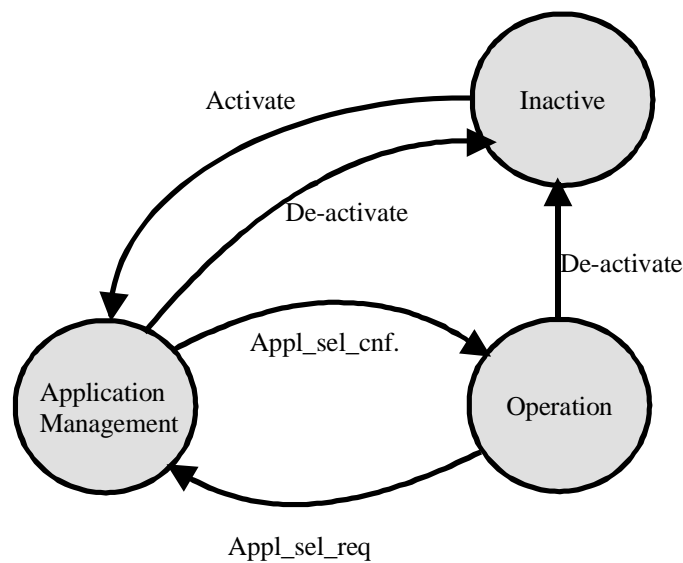 Activate
Inactive
De-activate
De-activate
Appl_sel_cnf.
Application
Management
Operation
Appl_sel_req